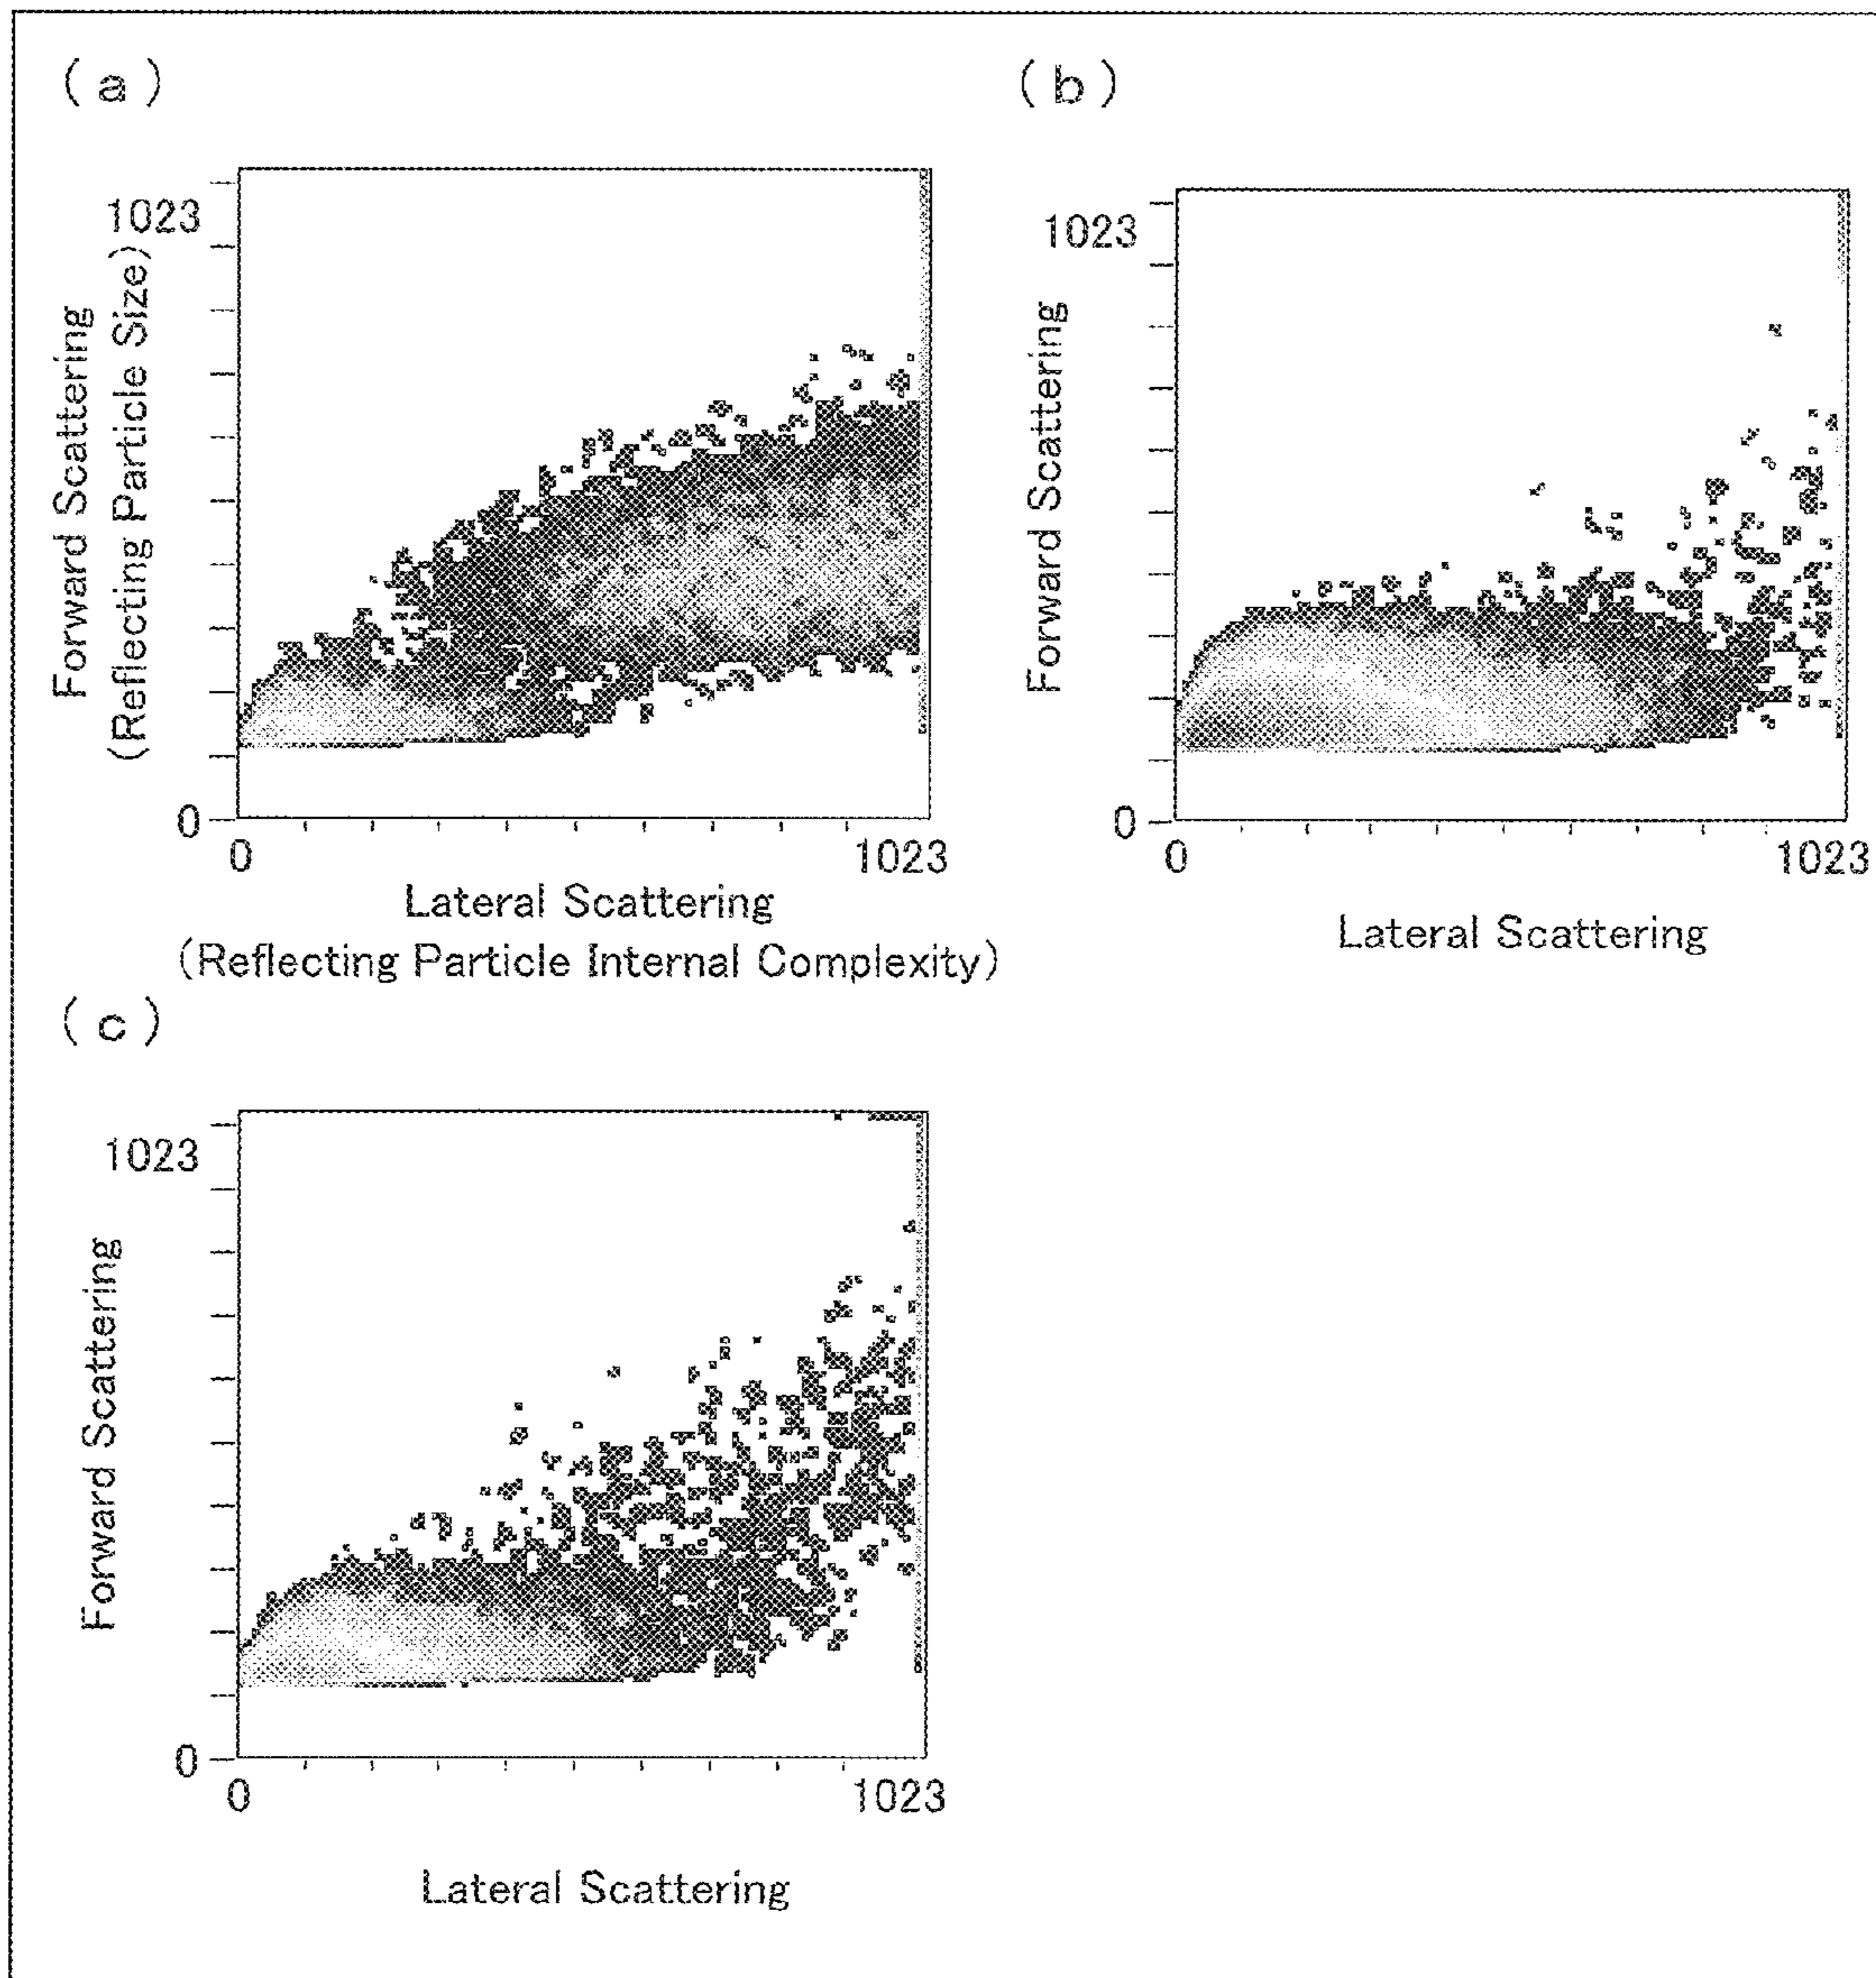 (a)
1023
Forward Scattering
(Reflecting Particle Size)
0
0
1023
Lateral Scattering
(Reflecting Particle Internal Complexity)
(b)
1023
Forward Scattering
0
0
1023
Lateral Scattering
(c)
1023
Forward Scattering
0
0
1023
Lateral Scattering